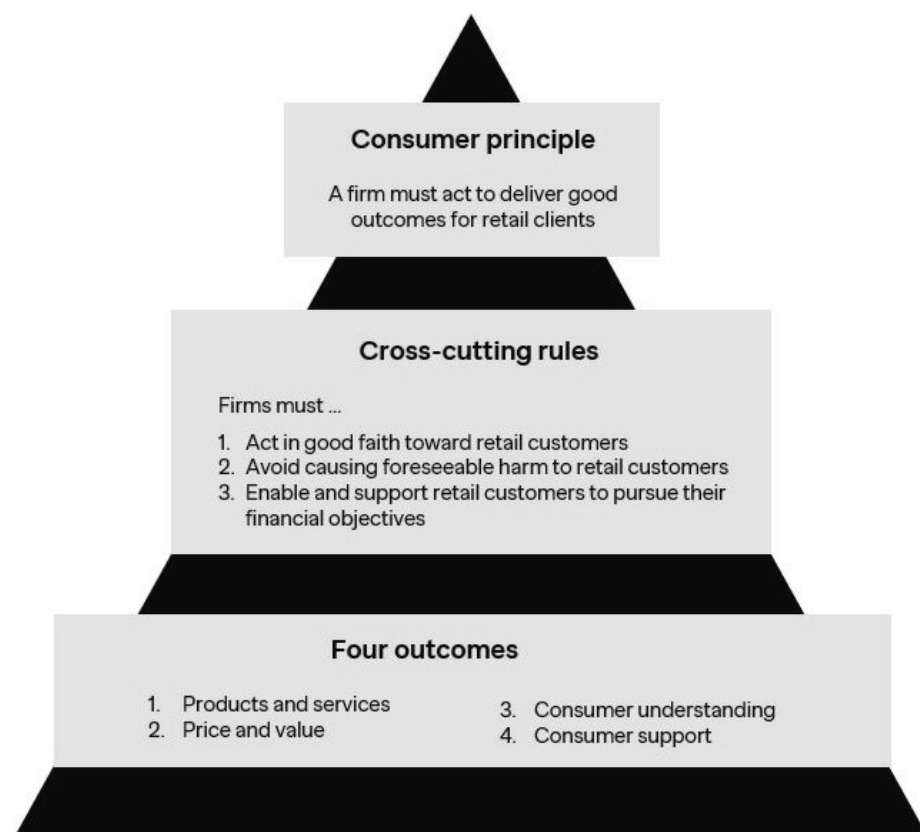 Consumer principle
A firm must act to deliver good
outcomes for retail clients
Cross-cutting rules
Firms must ...
1. Act in good faith toward retail customers
2. Avoid causing foreseeable harm to retail customers
3. Enable and support retail customers to pursue their
financial objectives
Four outcomes
1. Products and services
2. Price and value
3. Consumer understanding
4. Consumer support